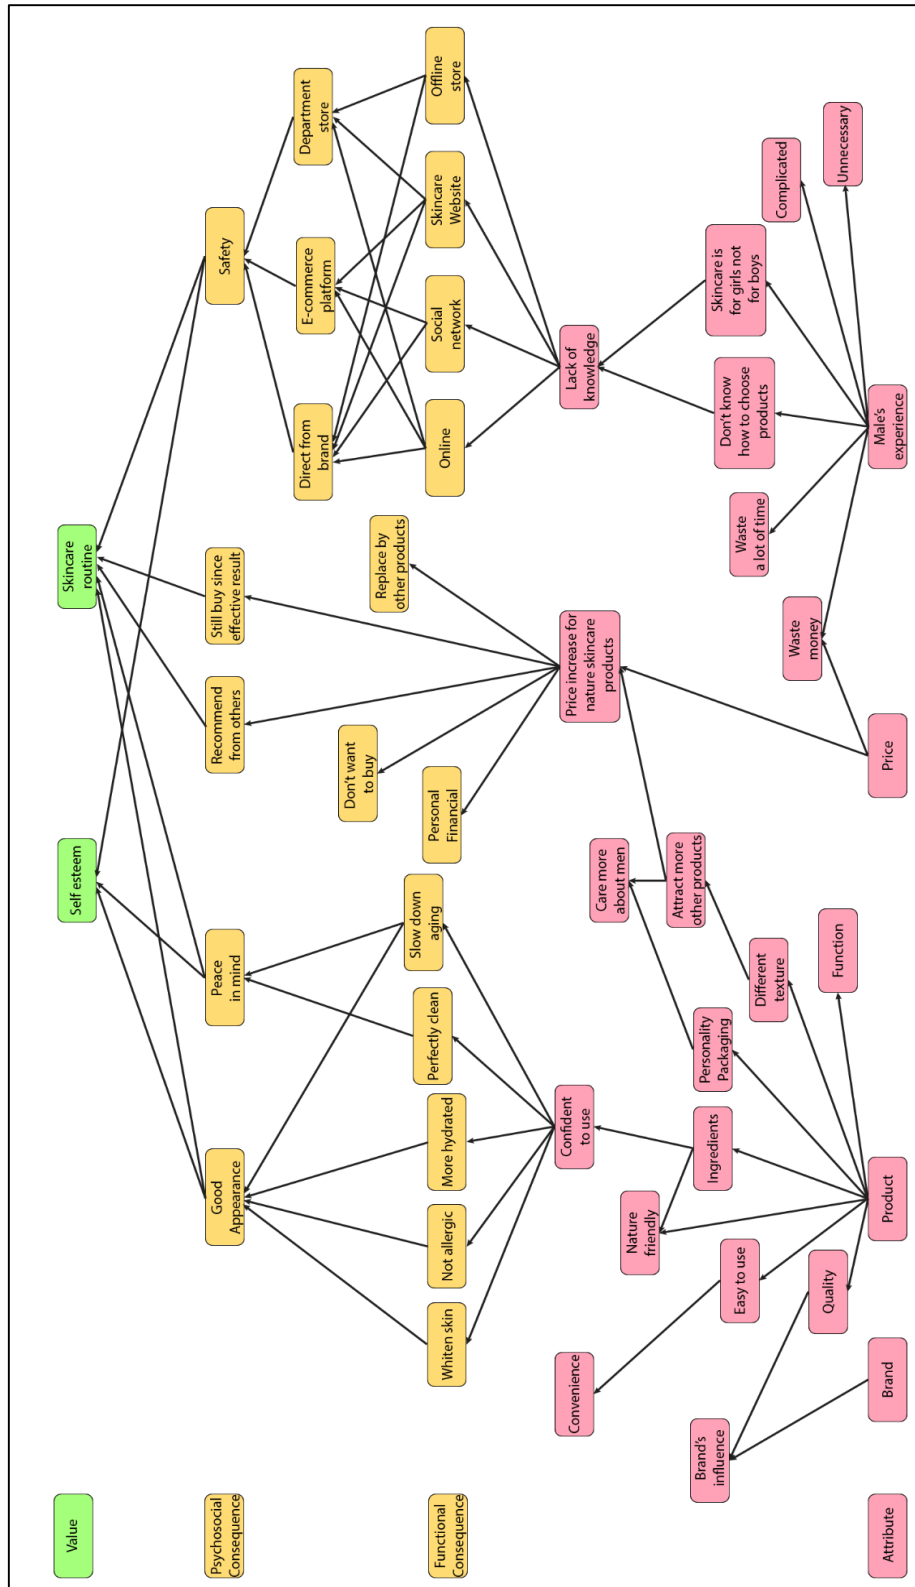 Value
Self esteem
Skincare
routine
Psychosocial
Consequence
Good
Appearance
Peace
in mind
Recommend
from others
Still buy since
effective result
Safety
Direct from
brand
E-commerce
platform
Department
store
Functional
Consequence
Whiten skin
Not allergic
More hydrated
Perfectly clean
Slow down
aging
Personal
Financial
Don't want
to buy
Replace by
other products
Online
Social
network
Skincare
Website
Offline
store
Convenience
Confident
to use
Care more
about men
Price increase for
nature skincare
products
Lack of
knowledge
Nature
friendly
Attract more
other products
Brand's
influence
Easy to use
Ingredients
Personality
Packaging
Different
texture
Waste
a lot of time
Don't know
how to choose
products
Skincare is
for girls not
for boys
Complicated
Quality
Function
Waste
money
Unnecessary
Attribute
Brand
Product
Price
Male's
experience